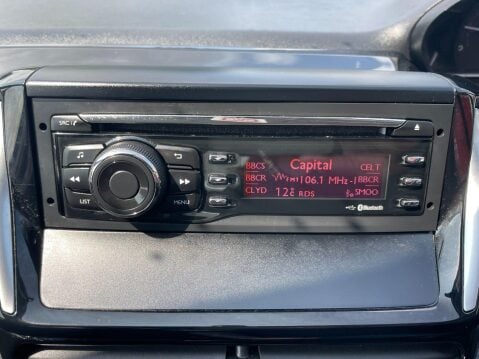 SRC
BBCS Capital CELT
BBCR 106.1 MHz BBCR
CLYD 12 RDS SMOO
LIST
MENU
Bluetooth